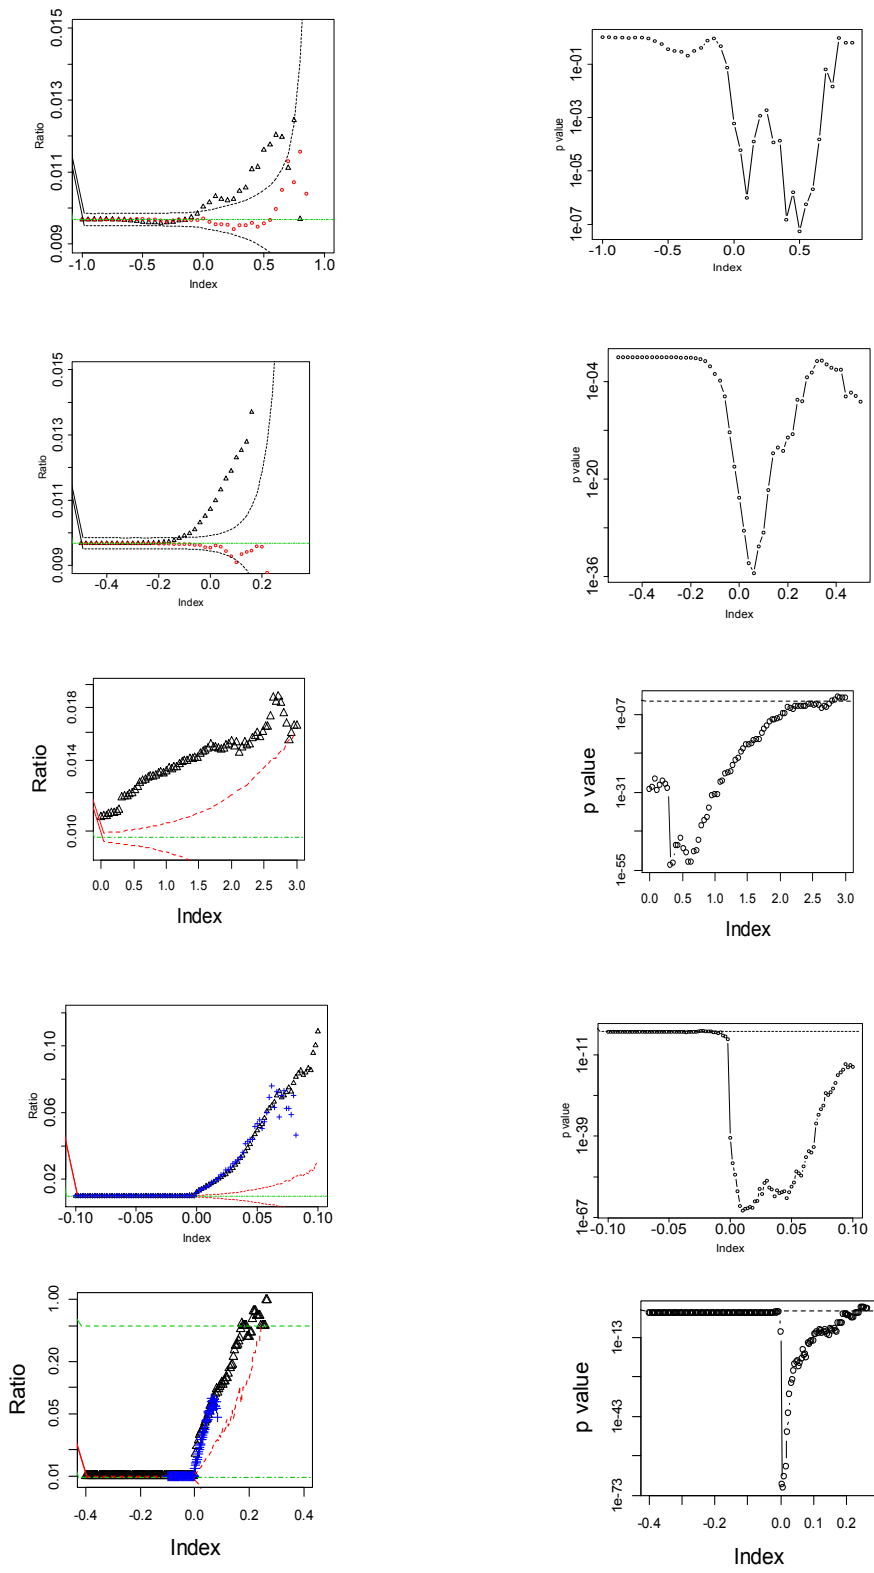 0.015
0.013
0.011
0.009
Ratio
-1.0 -0.5 0.0 0.5 1.0
Index
1e-01
1e-03
1e-05
1e-07
p value
-1.0 -0.5 0.0 0.5
Index
0.015
0.013
0.011
0.009
Ratio
-0.4 -0.2 0.0 0.2
Index
1e-04
1e-20
1e-36
p value
-0.4 -0.2 0.0 0.2 0.4
Index
0.018
0.014
0.010
Ratio
0.0 0.5 1.0 1.5 2.0 2.5 3.0
Index
1e-07
1e-31
1e-55
p value
0.0 0.5 1.0 1.5 2.0 2.5 3.0
Index
0.10
0.06
0.02
Ratio
-0.10 -0.05 0.00 0.05 0.10
Index
1e-11
1e-39
1e-67
p value
-0.10 -0.05 0.00 0.05 0.10
Index
1.00
0.20
0.05
0.01
Ratio
-0.4 -0.2 0.0 0.2 0.4
Index
1e-13
1e-43
1e-73
p value
-0.4 -0.2 0.0 0.1 0.2
Index